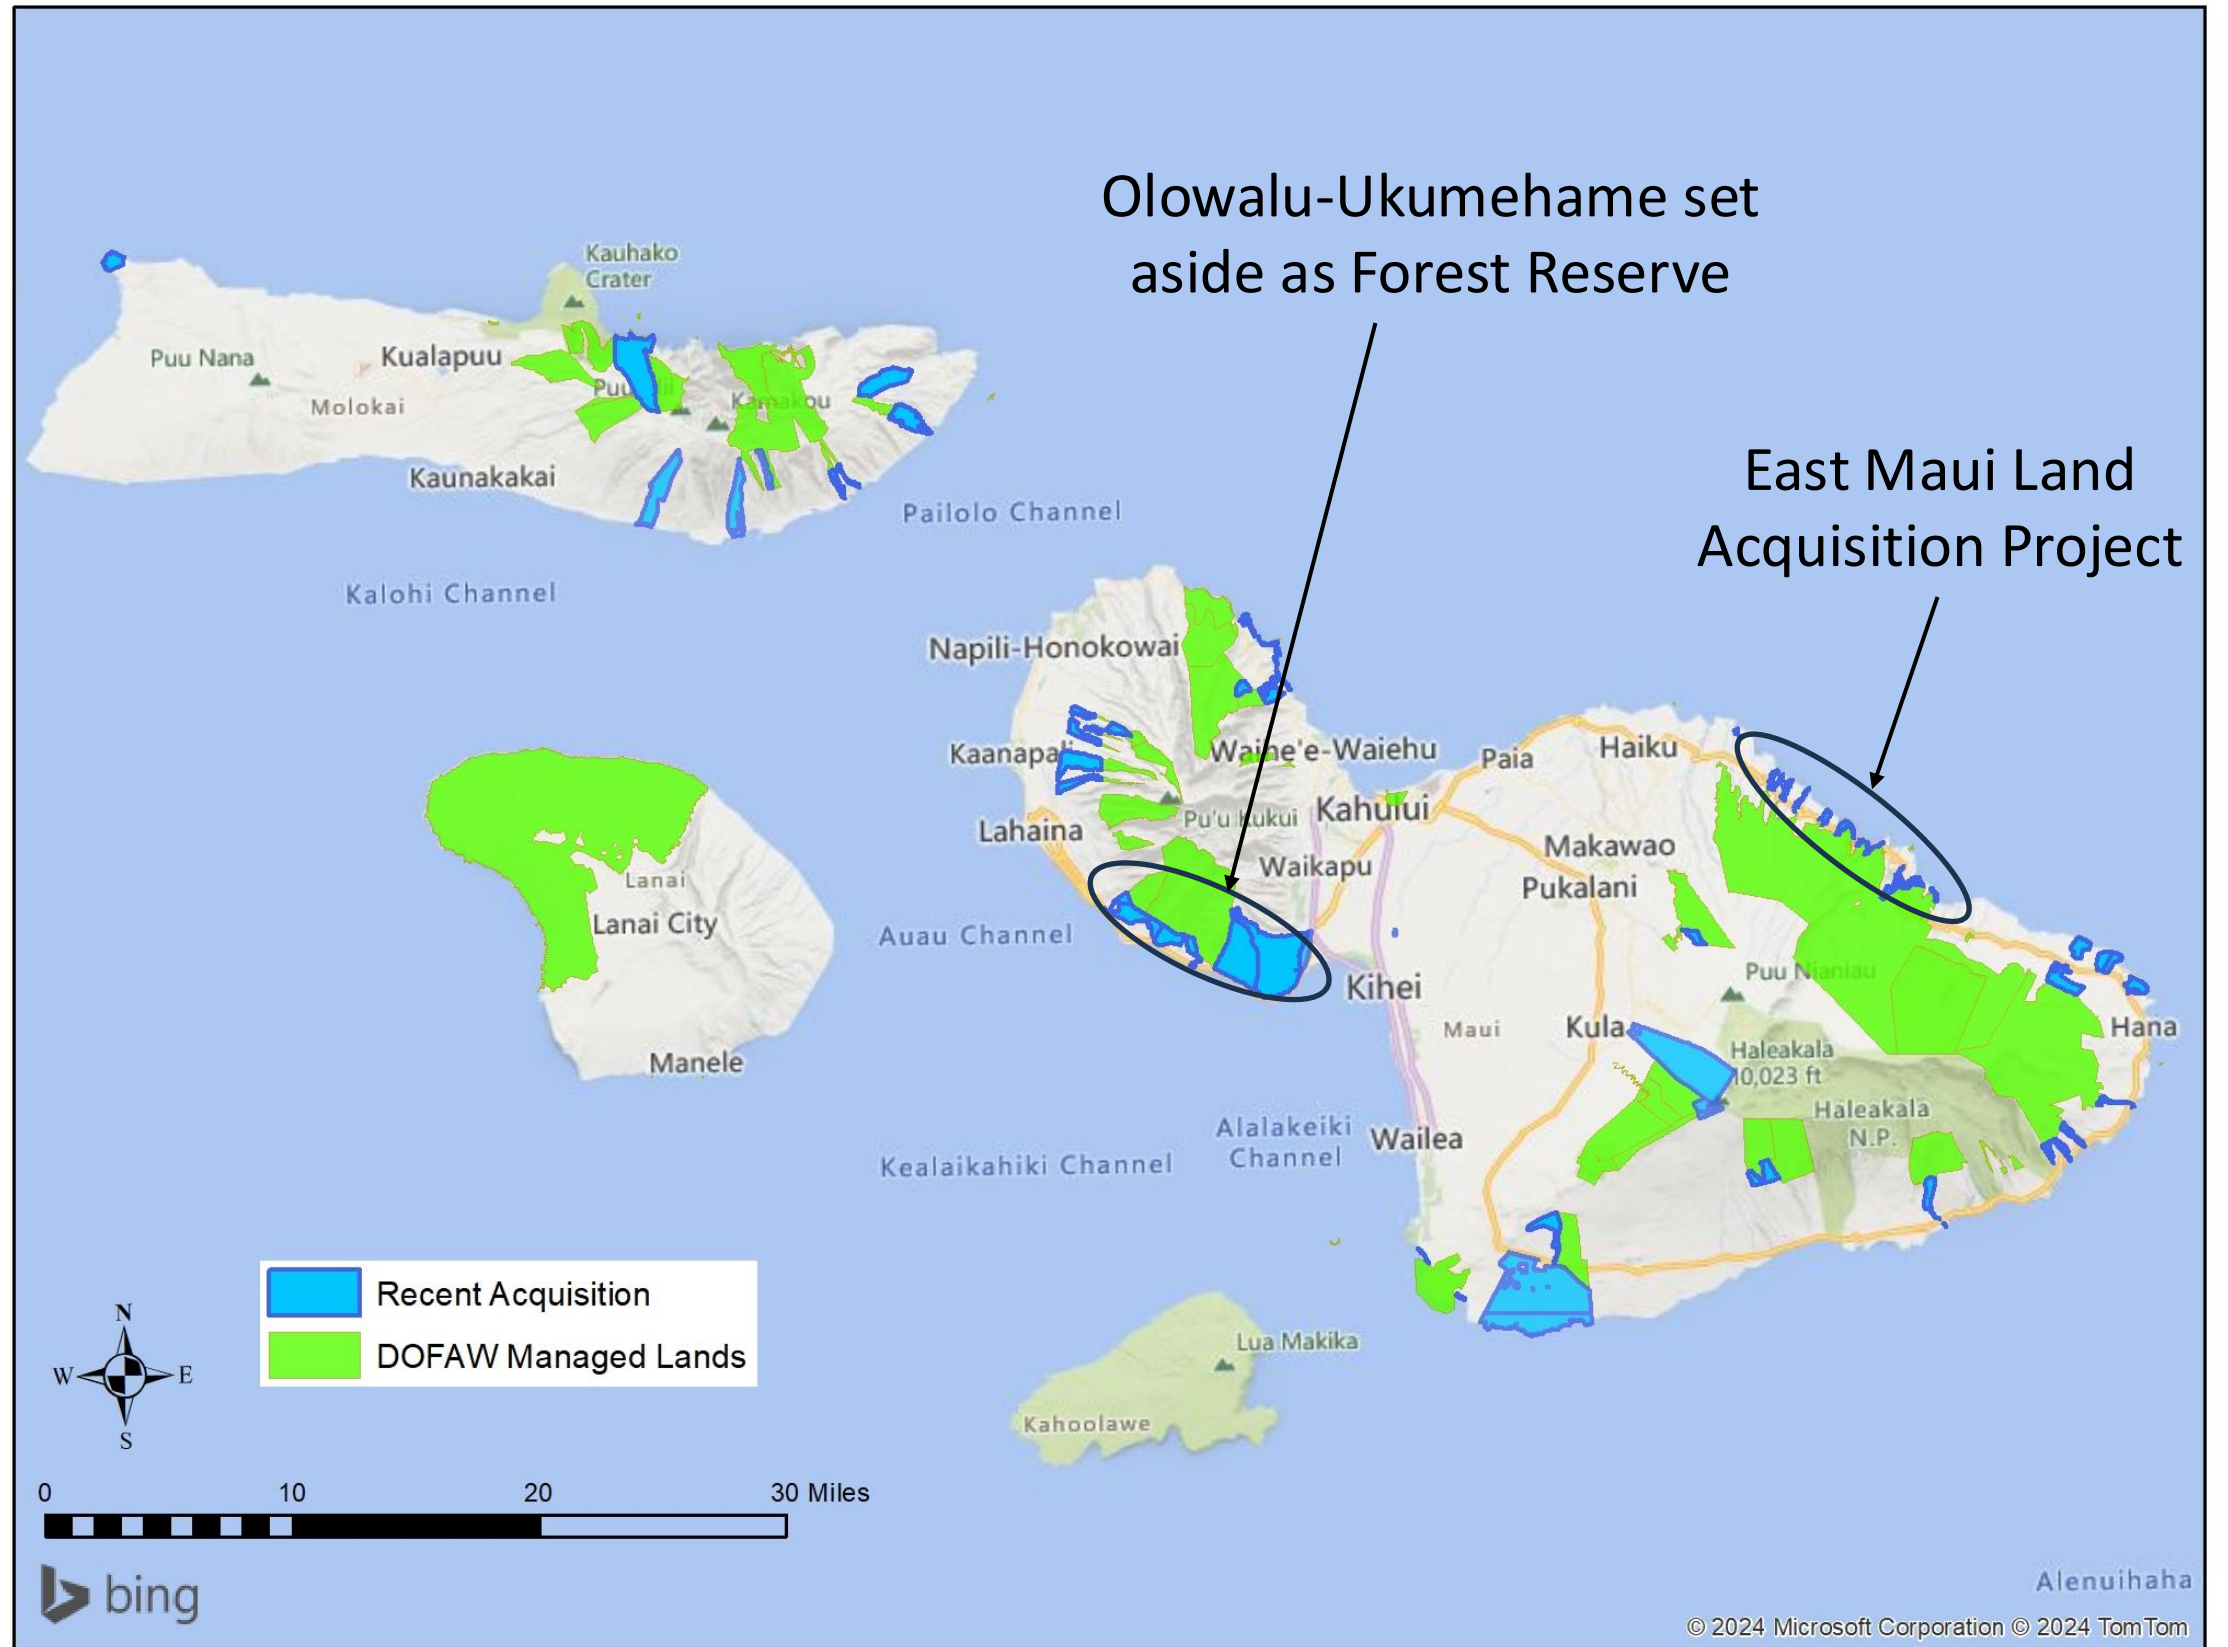 Olowalu-Ukumehame set
aside as Forest Reserve
East Maui Land
Acquisition Project
Kauhako
Crater
Puu Nana
Kualapuu
Molokai
Kamakou
Kaunakakai
Pailolo Channel
Kalohi Channel
Napili-Honokowai
Kaanapali
Waihe'e-Waiehu
Paia
Haiku
Lahaina
Pu'u Kukui
Kahului
Waikapu
Makawao
Pukalani
Lanai
Lanai City
Auau Channel
Kihei
Puu Nianiau
Maui
Kula
Hana
Manele
Haleakala
10,023 ft
Haleakala
N.P.
Alalakeiki
Channel
Wailea
Kealaikahiki Channel
Recent Acquisition
DOFAW Managed Lands
N
W
E
S
Lua Makika
Kahoolawe
0 10 20 30 Miles
bing
Alenuihaha
© 2024 Microsoft Corporation © 2024 TomTom